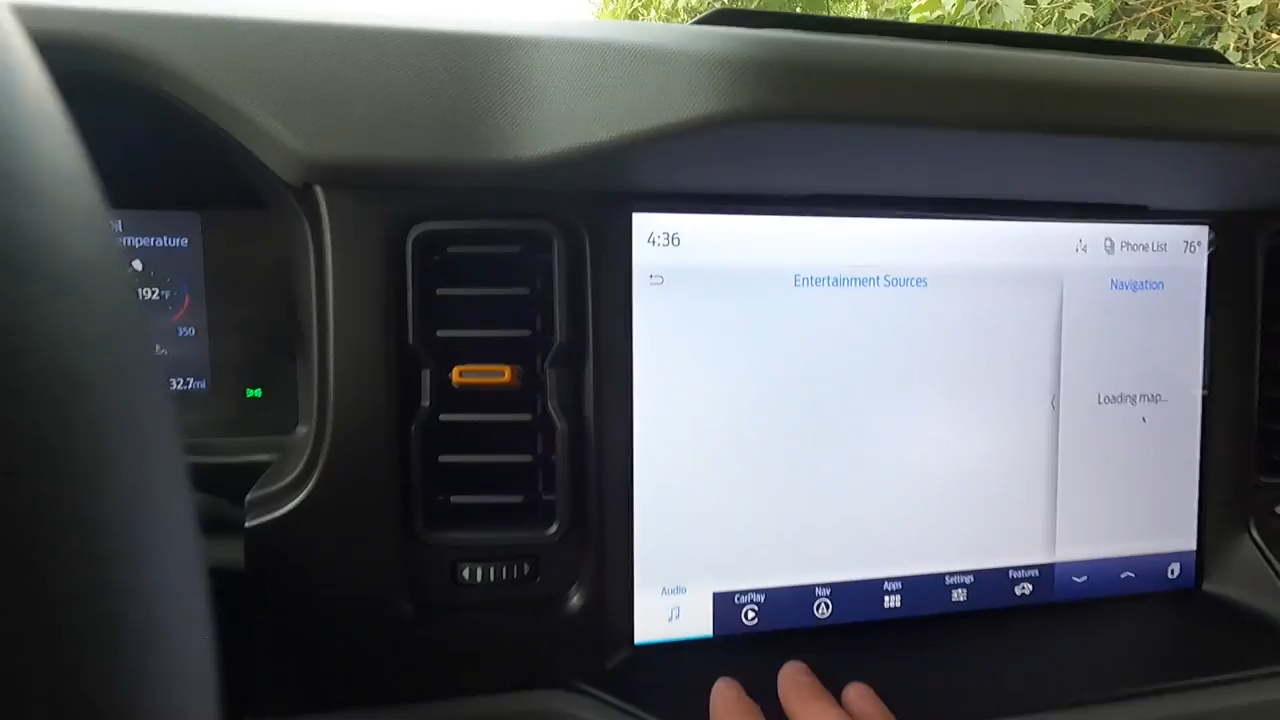 emperature
192°F
350
32.7mi
4:36
Phone List
76°
Entertainment Sources
Navigation
Loading map...
Audio
CarPlay
Nav
Apps
Settings
Features